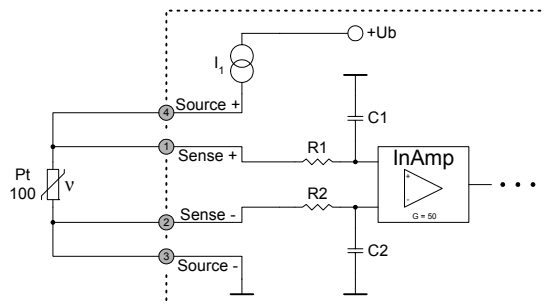 +Ub
I1
4 Source +
C1
1 Sense +
R1
InAmp
Pt
100
ν
+
-
G = 50
2 Sense -
R2
3 Source -
C2